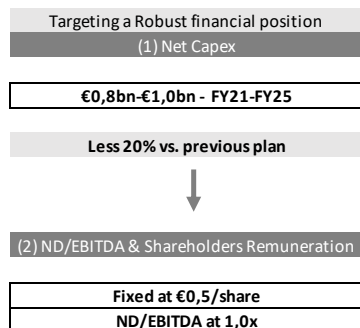 Targeting a Robust financial position
(1) Net Capex
€0,8bn-€1,0bn - FY21-FY25
Less 20% vs. previous plan
(2) ND/EBITDA & Shareholders Remuneration
Fixed at €0,5/share
ND/EBITDA at 1,0x